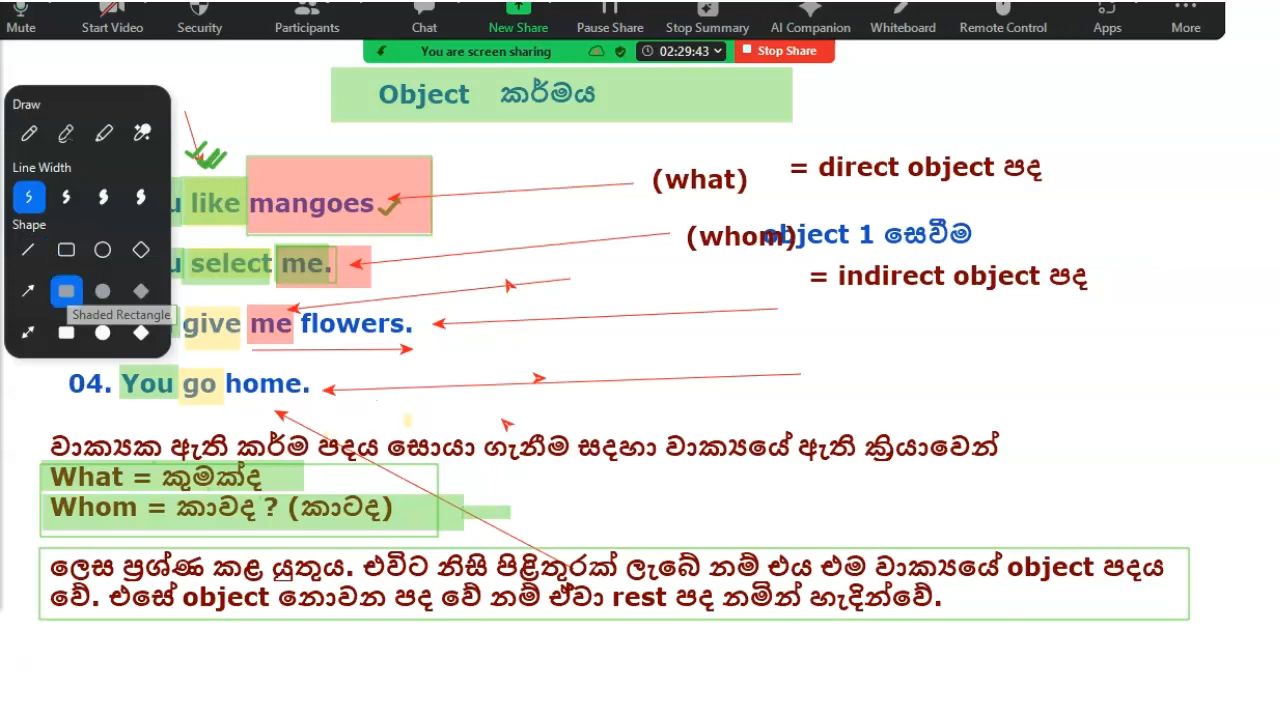 Mute Start Video Security Participants Chat New Share Pause Share Stop Summary AI Companion Whiteboard Remote Control Apps More
You are screen sharing 02:29:43 Stop Share
Object කර්මය
Draw
Line Width
Shape
Shaded Rectangle
like mangoes
(what) = direct object පද
select me.
(whom) object 1 සෙවීම
= indirect object පද
give me flowers.
04. You go home.
වාක්‍යක ඇති කර්ම පදය සොයා ගැනීම සදහා වාක්‍යයේ ඇති ක්‍රියාවෙන්
What = කුමක්ද
Whom = කාවද ? (කාටද)
ලෙස ප්‍රශ්ණ කළ යුතුය. එවිට නිසි පිළිතුරක් ලැබේ නම් එය එම වාක්‍යයේ object පදය
වේ. එසේ object නොවන පද වේ නම් ඒවා rest පද නමින් හැදින්වේ.